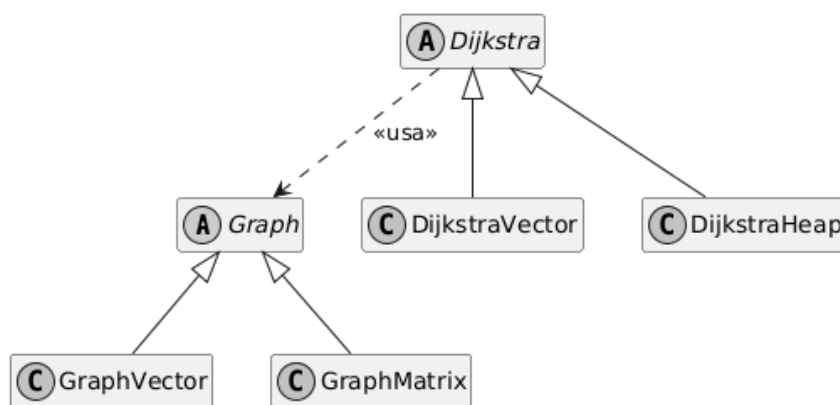 A Dijkstra
«usa»
A Graph
C DijkstraVector
C DijkstraHeap
C GraphVector
C GraphMatrix